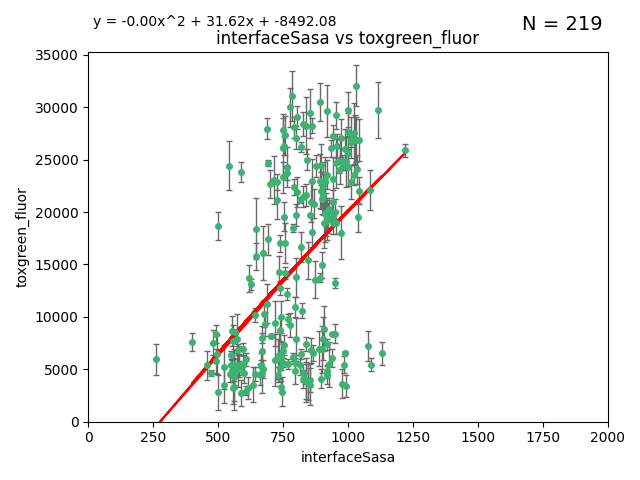 y = -0.00x^2 + 31.62x + -8492.08
N = 219
interfaceSasa vs toxgreen_fluor
35000
30000
25000
20000
15000
10000
5000
0
toxgreen_fluor
0 250 500 750 1000 1250 1500 1750 2000
interfaceSasa